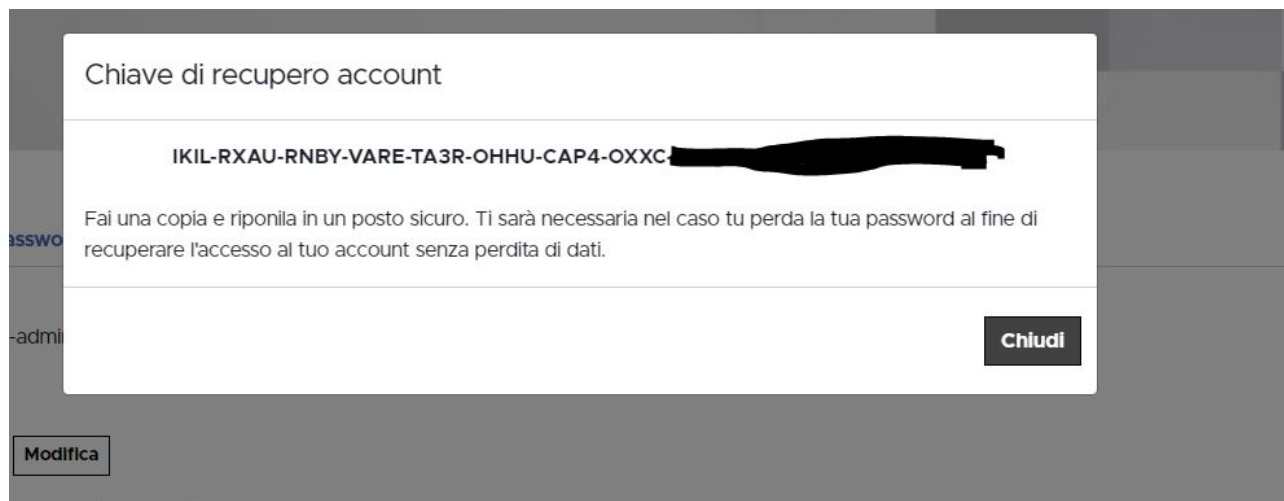 Chiave di recupero account
IKIL-RXAU-RNBY-VARE-TA3R-OHHU-CAP4-OXXC-
Fai una copia e riponila in un posto sicuro. Ti sarà necessaria nel caso tu perda la tua password al fine di
recuperare l'accesso al tuo account senza perdita di dati.
-admi
Chiudi
Modifica